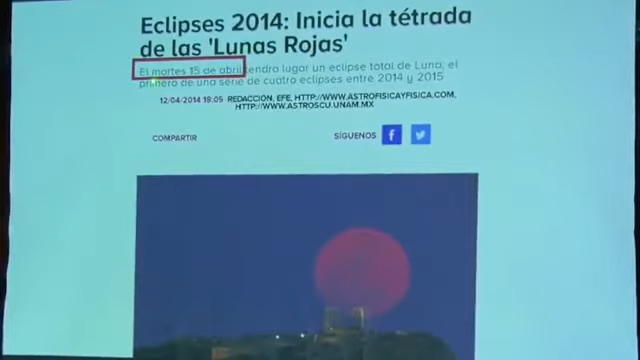 Eclipses 2014: Inicia la tétrada
de las 'Lunas Rojas'
El martes 15 de abril tendra lugar un eclipse total de Luna, el
primero de una serie de cuatro eclipses entre 2014 y 2015
12/04/2014 19:05 REDACCION, EFE, HTTP://WWW.ASTROFISICAYFISICA.COM,
HTTP://WWW.ASTROSCU.UNAM.MX
COMPARTIR
SÍGUENOS